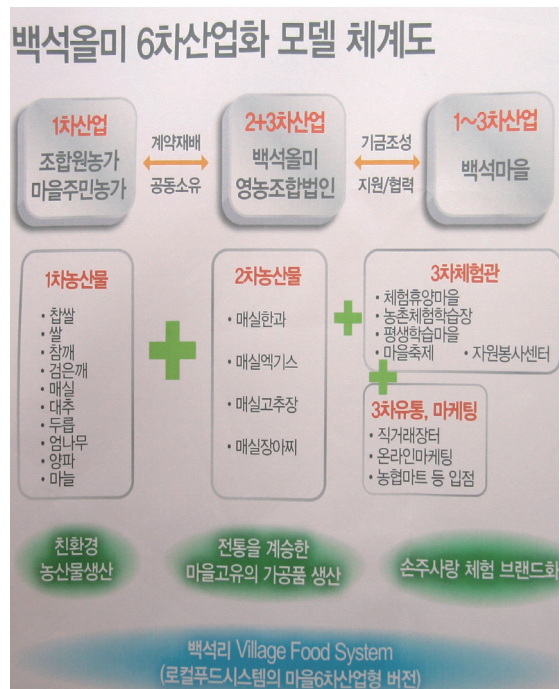 백석올미 6차산업화 모델 체계도
1차산업
조합원농가
마을주민농가
계약재배
공동소유
2+3차산업
백석올미
영농조합법인
기금조성
지원/협력
1~3차산업
백석마을
1차농산물
• 찹쌀
• 쌀
• 참깨
• 검은깨
• 매실
• 대추
• 두릅
• 엄나무
• 양파
• 마늘
2차농산물
• 매실한과
• 매실엑기스
• 매실고추장
• 매실장아찌
3차체험관
• 체험휴양마을
• 농촌체험학습장
• 평생학습마을
• 마을축제 • 자원봉사센터
3차유통, 마케팅
• 직거래장터
• 온라인마케팅
• 농협마트 등 입점
친환경
농산물생산
전통을 계승한
마을고유의 가공품 생산
손주사랑 체험 브랜드화
백석리 Village Food System
(로컬푸드시스템의 마을6차산업형 버전)